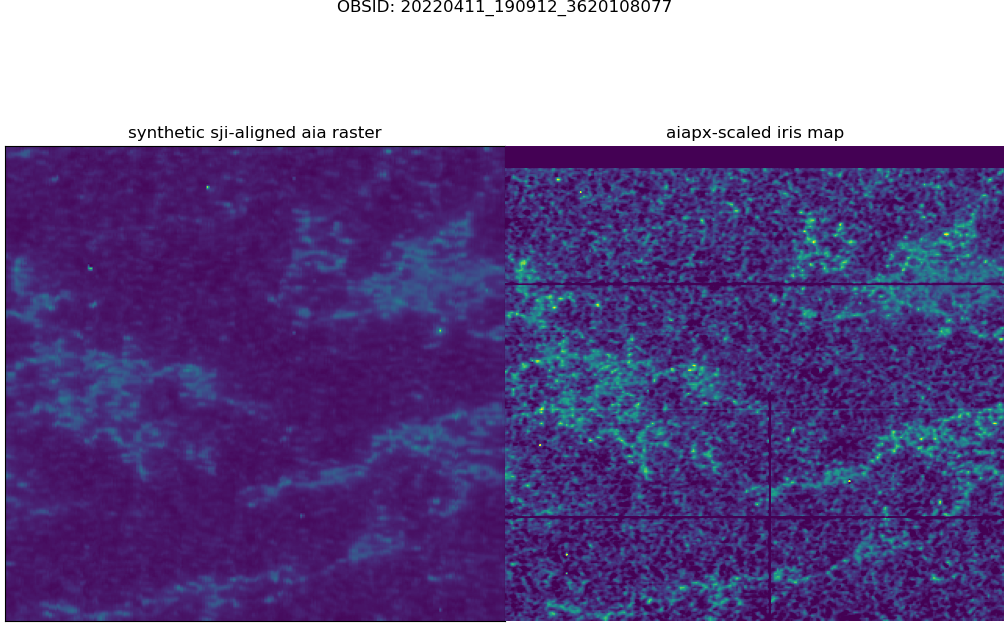 OBSID: 20220411_190912_3620108077
synthetic sji-aligned aia raster
aiapx-scaled iris map